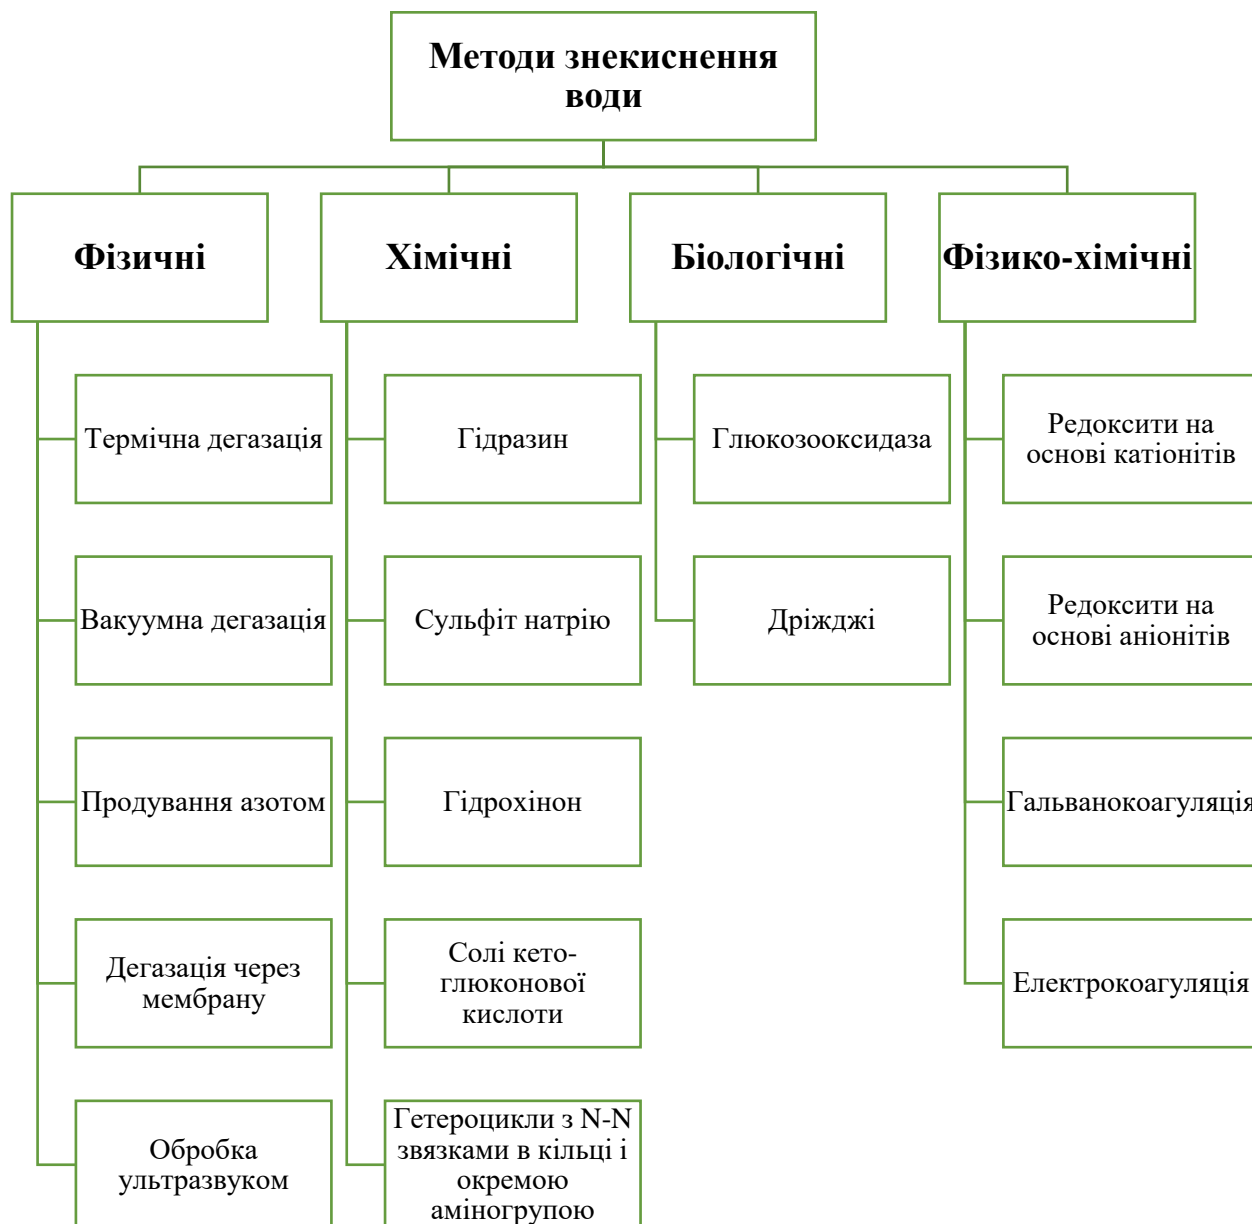 Методи знекиснення
води
Фізичні
Хімічні
Біологічні
Фізико-хімічні
Термічна дегазація
Гідразин
Глюкозооксидаза
Редоксити на
основі катіонітів
Вакуумна дегазація
Сульфіт натрію
Дріжджі
Редоксити на
основі аніонітів
Продування азотом
Гідрохінон
Гальванокоагуляція
Дегазація через
мембрану
Солі кето-
глюконової
кислоти
Електрокоагуляція
Обробка
ультразвуком
Гетероцикли з N-N
звязками в кільці і
окремою
аміногрупою